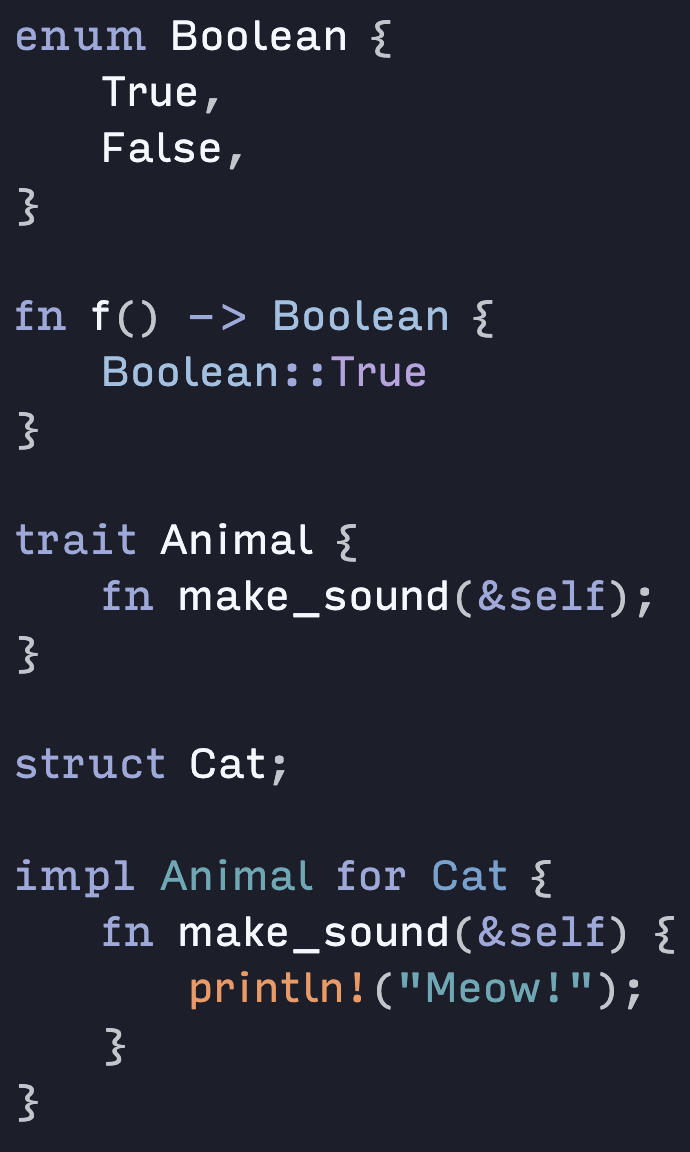 enum Boolean {
    True,
    False,
}

fn f() -> Boolean {
    Boolean::True
}

trait Animal {
    fn make_sound(&self);
}

struct Cat;

impl Animal for Cat {
    fn make_sound(&self) {
        println!("Meow!");
    }
}